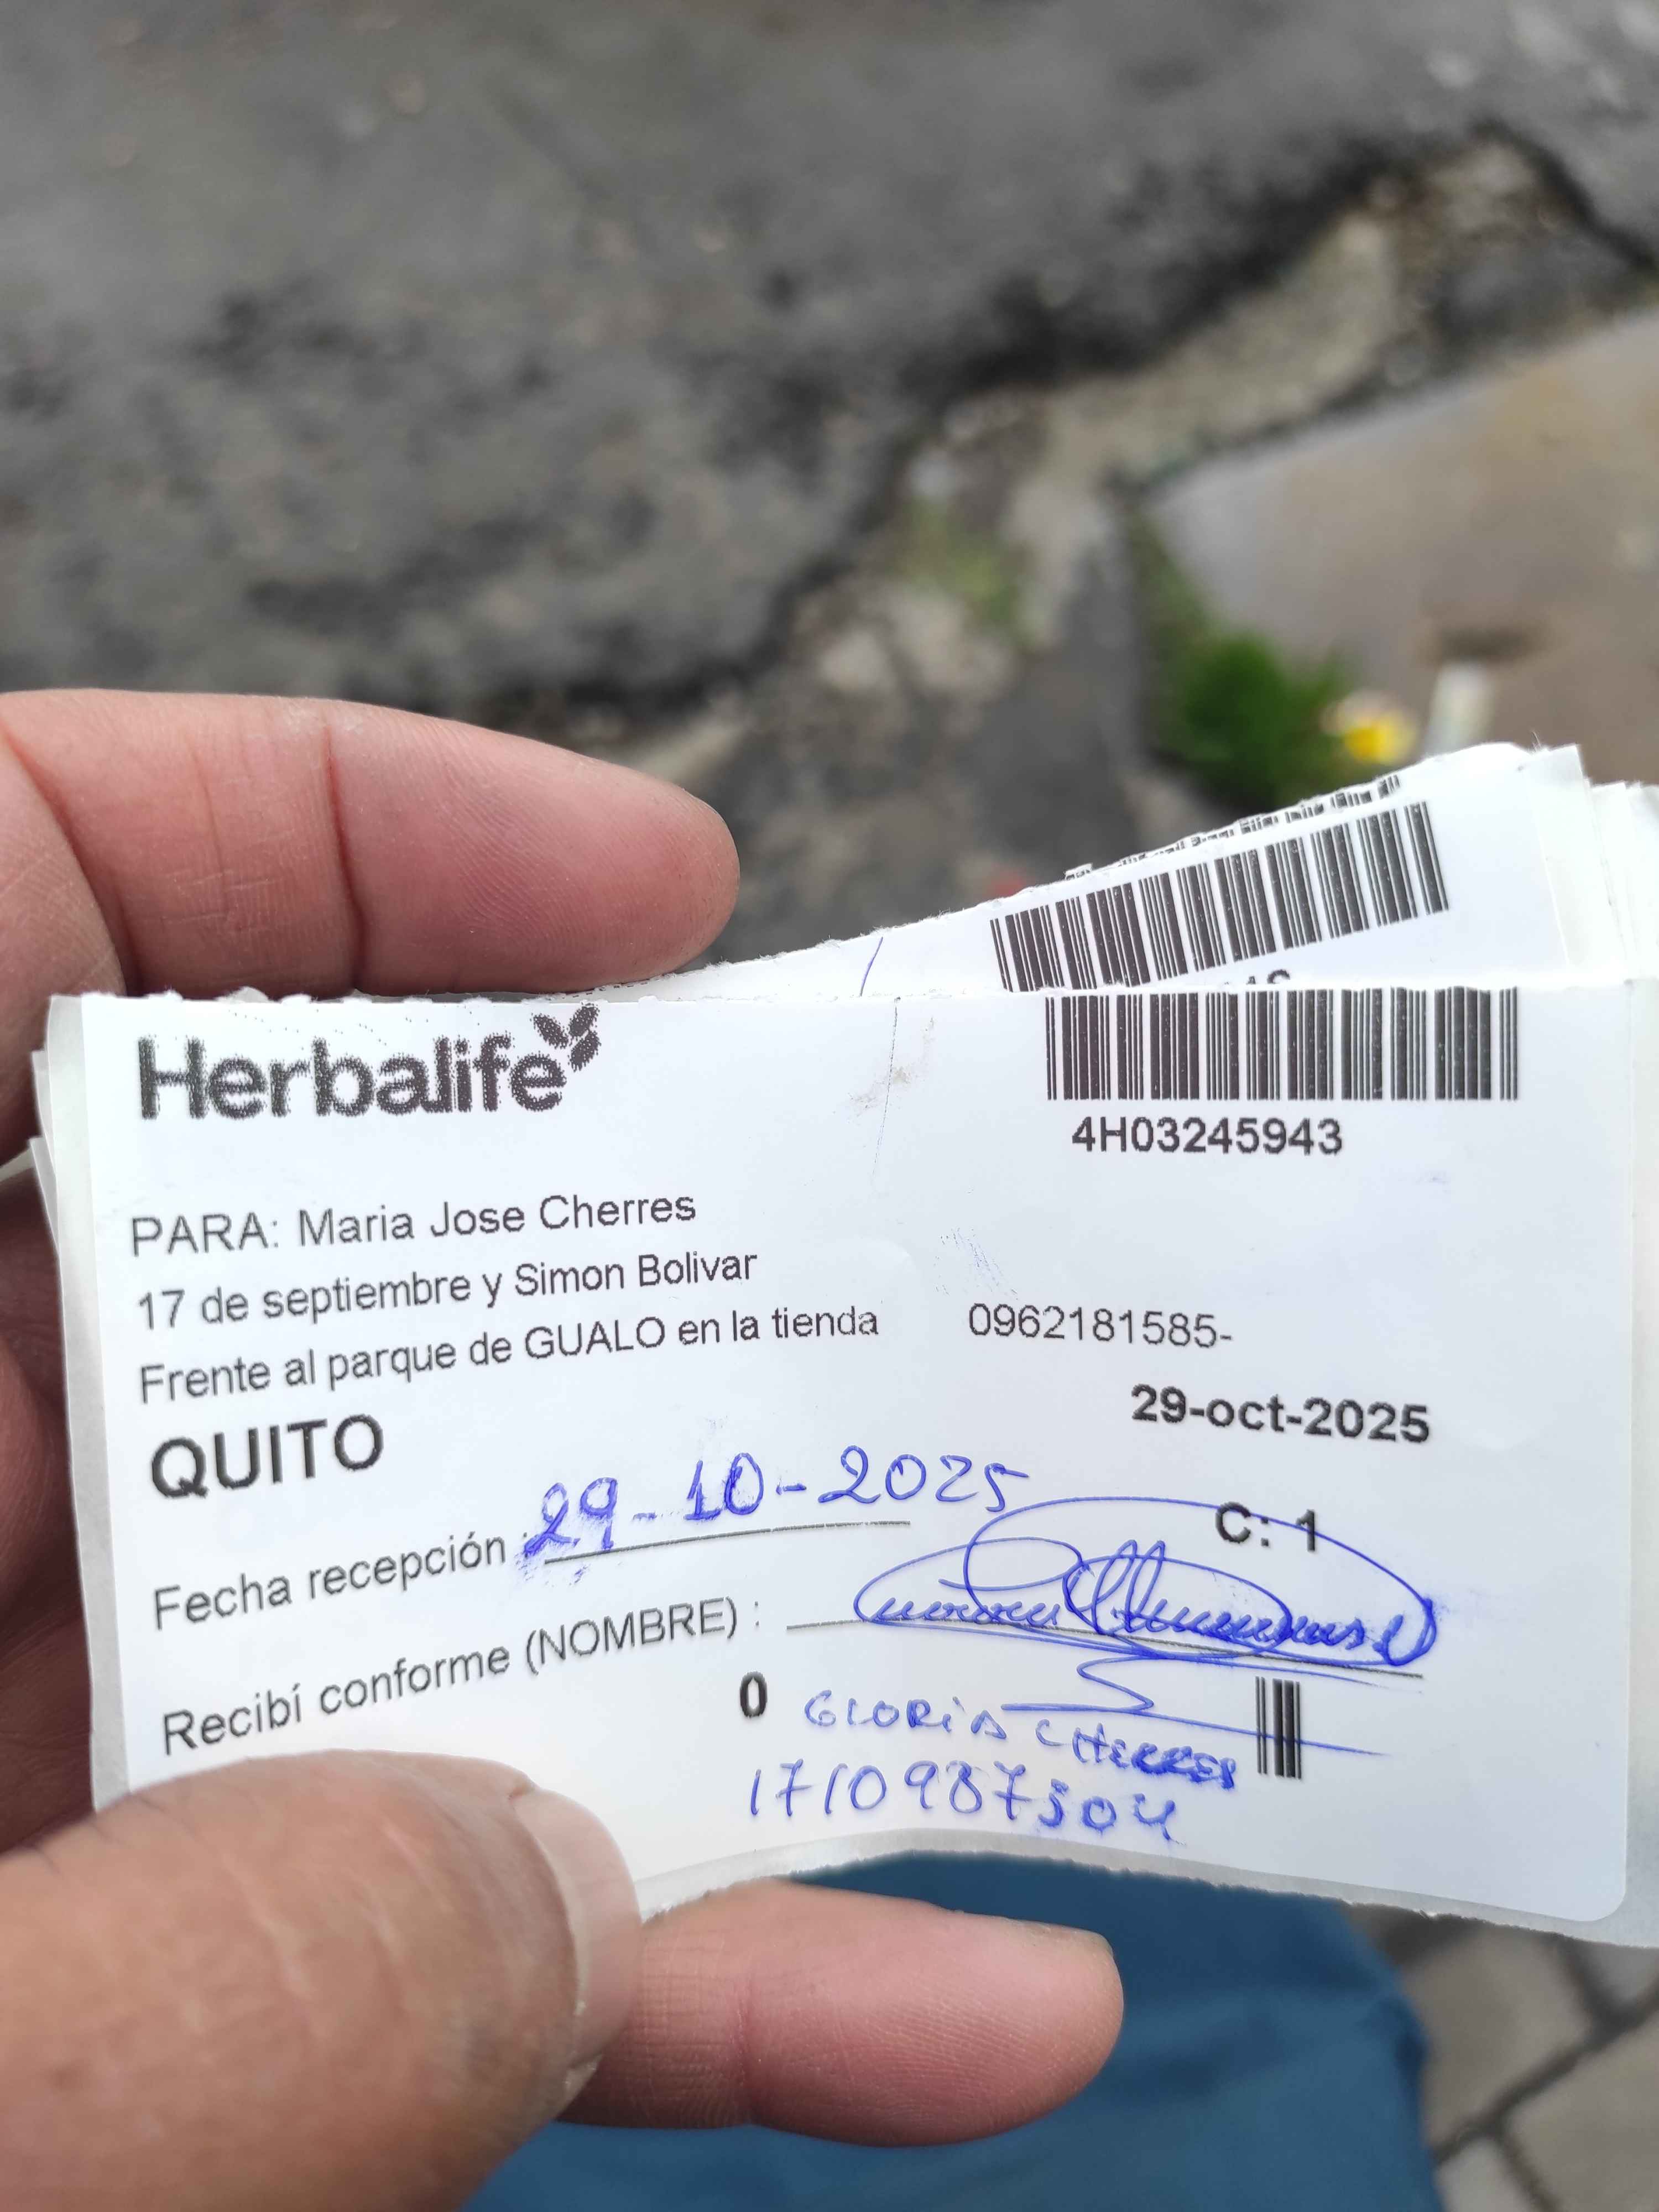 Herbalife
4H03245943
PARA: Maria Jose Cherres
17 de septiembre y Simon Bolivar
Frente al parque de GUALO en la tienda 0962181585-
29-oct-2025
QUITO
C: 1
Fecha recepción : 29-10-2025
Recibí conforme (NOMBRE) :
0 GLORIA CHERRES
1710987304